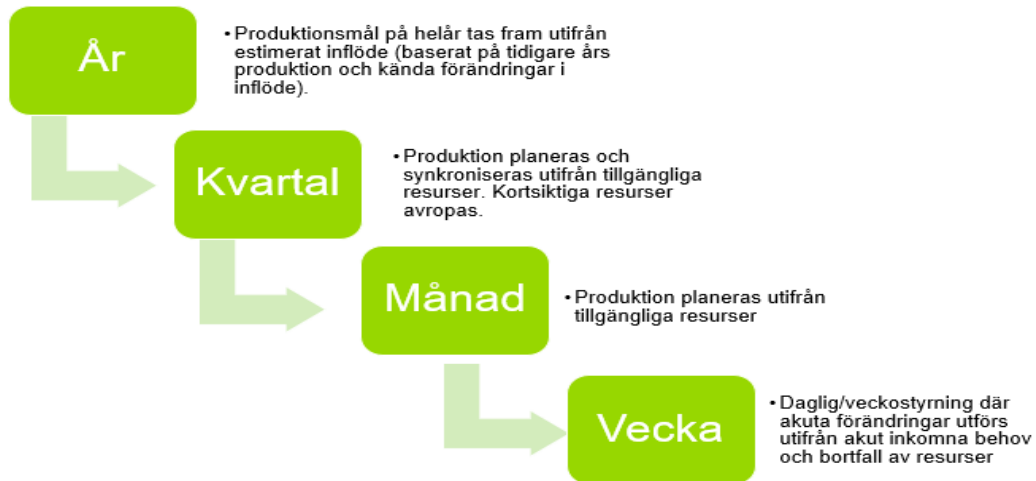 År
• Produktionsmål på helår tas fram utifrån
estimerat inflöde (baserat på tidigare års
produktion och kända förändringar i
inflöde).
Kvartal
• Produktion planeras och
synkroniseras utifrån tillgängliga
resurser. Kortsiktiga resurser
avropas.
Månad
• Produktion planeras utifrån
tillgängliga resurser
Vecka
• Daglig/veckostyrning där
akuta förändringar utförs
utifrån akut inkomna behov
och bortfall av resurser